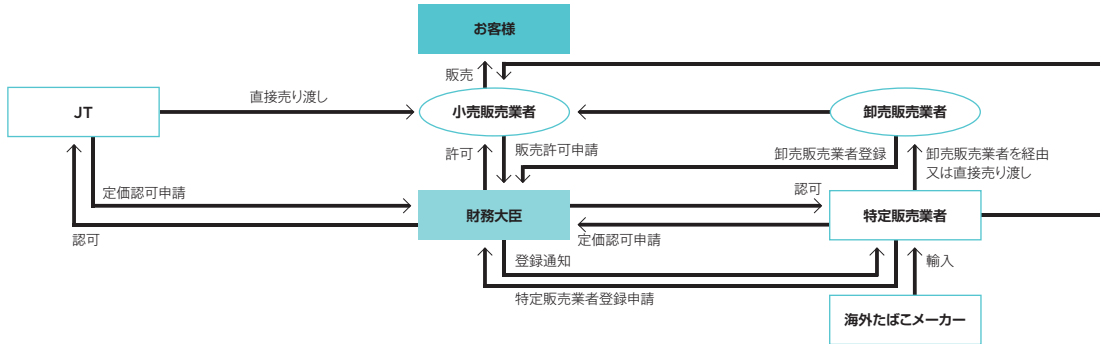 お客様
販売
直接売り渡し
JT
小売販売業者
卸売販売業者
許可
販売許可申請
卸売販売業者登録
卸売販売業者を経由
又は直接売り渡し
定価認可申請
認可
財務大臣
特定販売業者
認可
定価認可申請
登録通知
輸入
特定販売業者登録申請
海外たばこメーカー